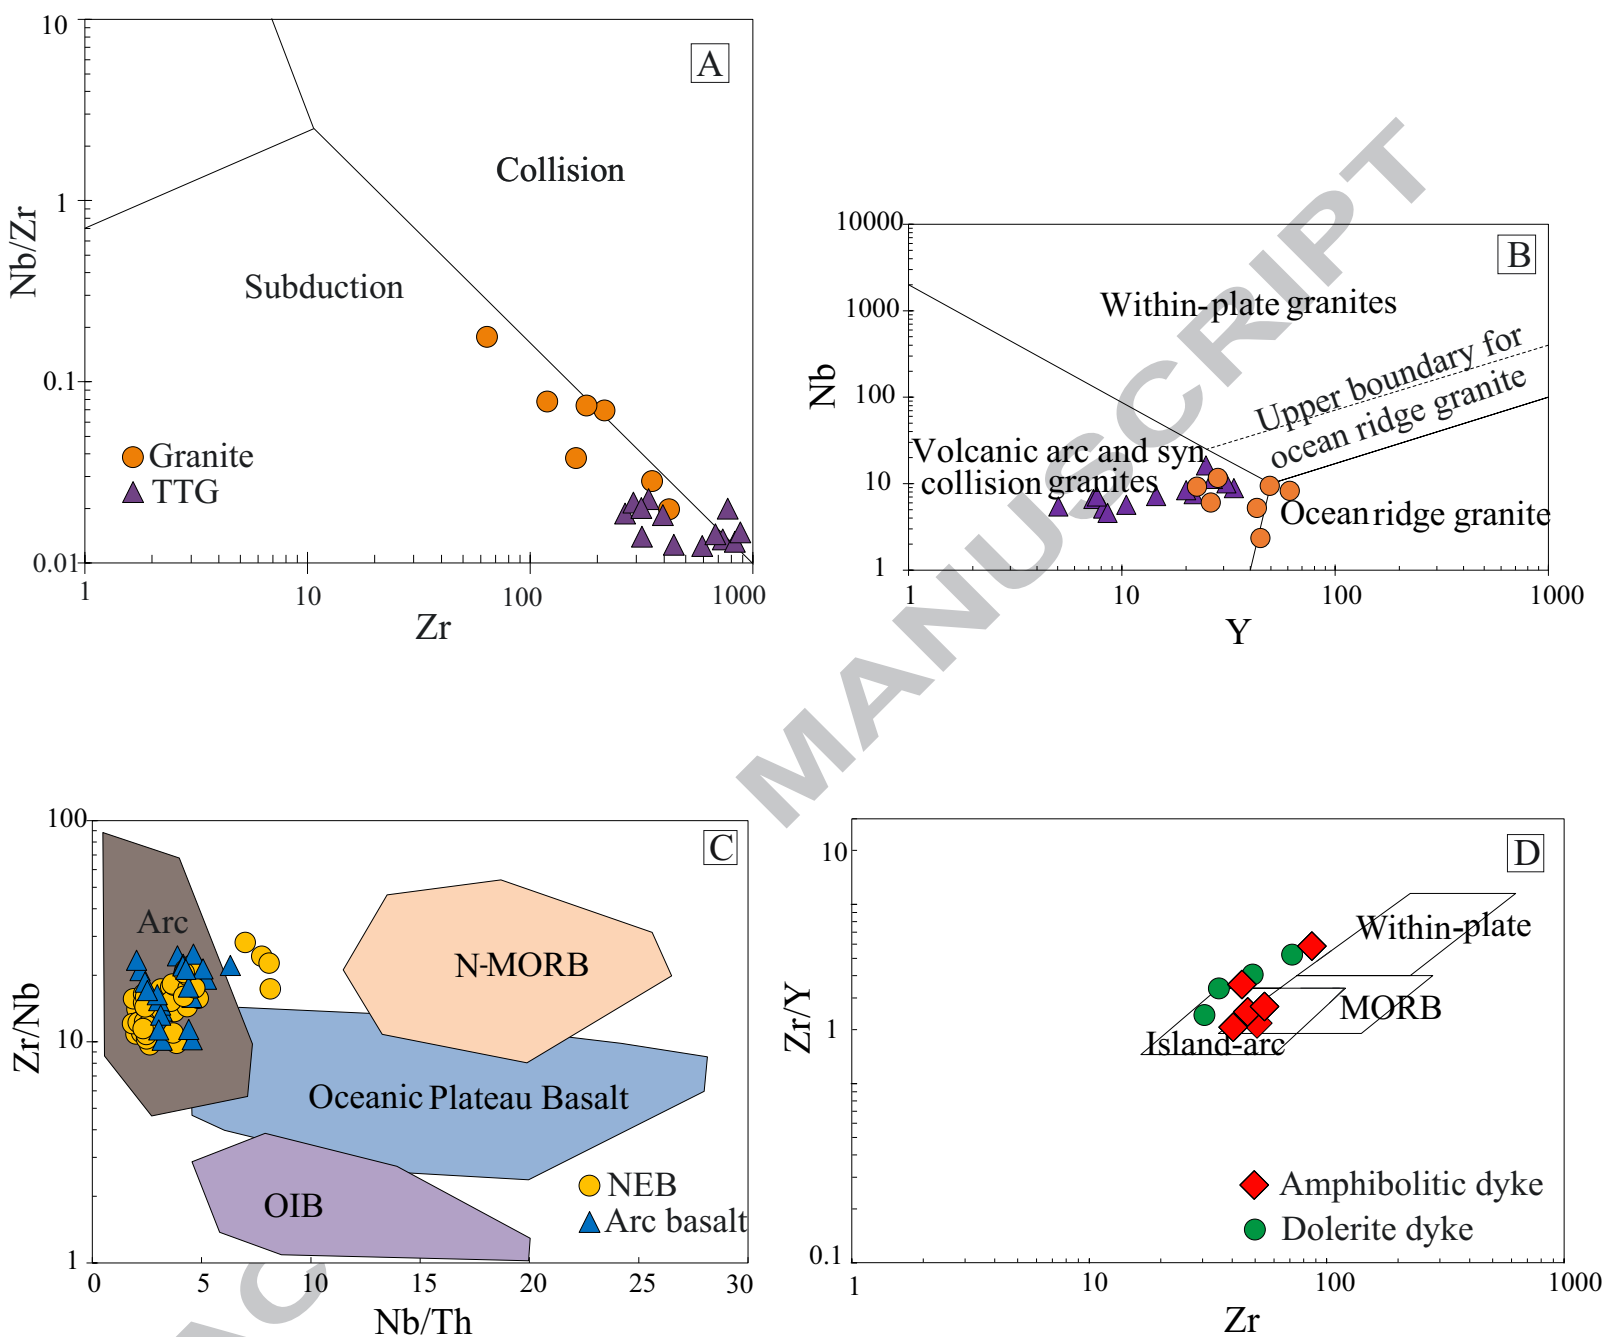 A
10
1
0.1
0.01
Nb/Zr
Collision
Subduction
Granite
TTG
1
10
100
1000
Zr
B
10000
1000
100
10
1
Nb
Within-plate granites
Upper boundary for
ocean ridge granite
Volcanic arc and syn
collision granites
Ocean ridge granite
1
10
100
1000
Y
MANUSCRIPT
C
100
10
1
Zr/Nb
Arc
N-MORB
Oceanic Plateau Basalt
OIB
NEB
Arc basalt
0
5
10
15
20
25
30
Nb/Th
AC
D
10
1
0.1
Zr/Y
Within-plate
MORB
Island-arc
Amphibolitic dyke
Dolerite dyke
1
10
100
1000
Zr